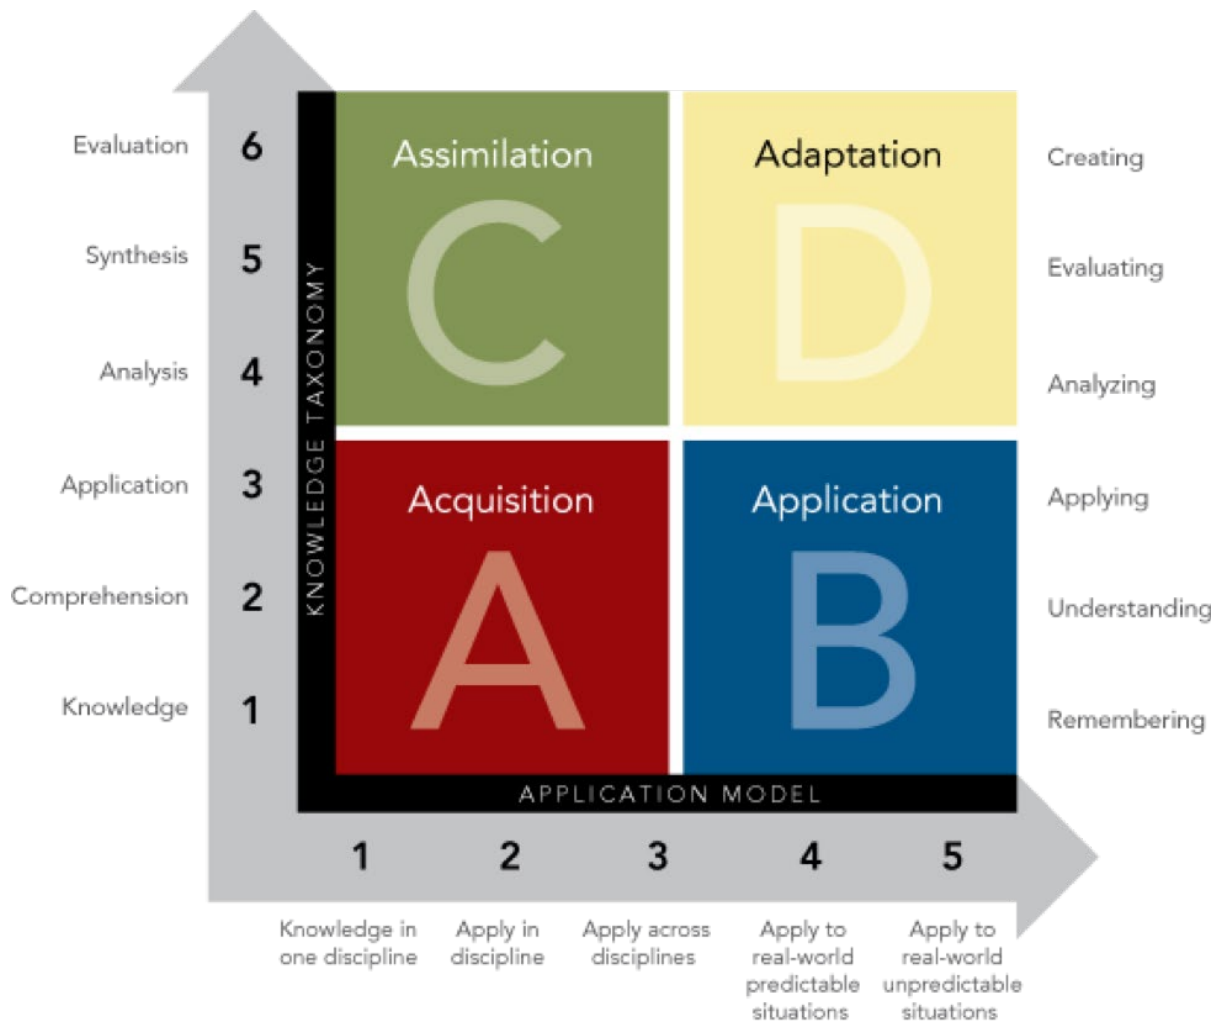 Evaluation
6
Assimilation
Adaptation
Creating
C
D
Synthesis
5
Evaluating
Analysis
4
Analyzing
KNOWLEDGE TAXONOMY
Application
3
Acquisition
Application
Applying
A
B
Comprehension
2
Understanding
Knowledge
1
Remembering
APPLICATION MODEL
1
2
3
4
5
Knowledge in
one discipline
Apply in
discipline
Apply across
disciplines
Apply to
real-world
predictable
situations
Apply to
real-world
unpredictable
situations